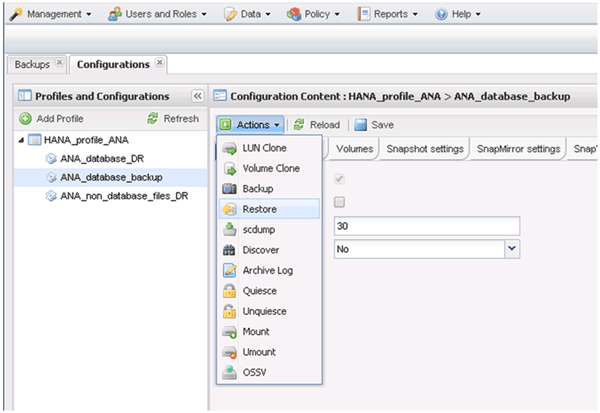 Management Users and Roles Data Policy Reports Help
Backups Configurations
Profiles and Configurations
Configuration Content : HANA_profile_ANA > ANA_database_backup
Add Profile Refresh
Actions Reload Save
HANA_profile_ANA
ANA_database_DR
ANA_database_backup
ANA_non_database_files_DR
Volumes Snapshot settings SnapMirror settings Snap
LUN Clone
Volume Clone
Backup
Restore
scdump
Discover
Archive Log
Quiesce
Unquiesce
Mount
Umount
OSSV
30
No